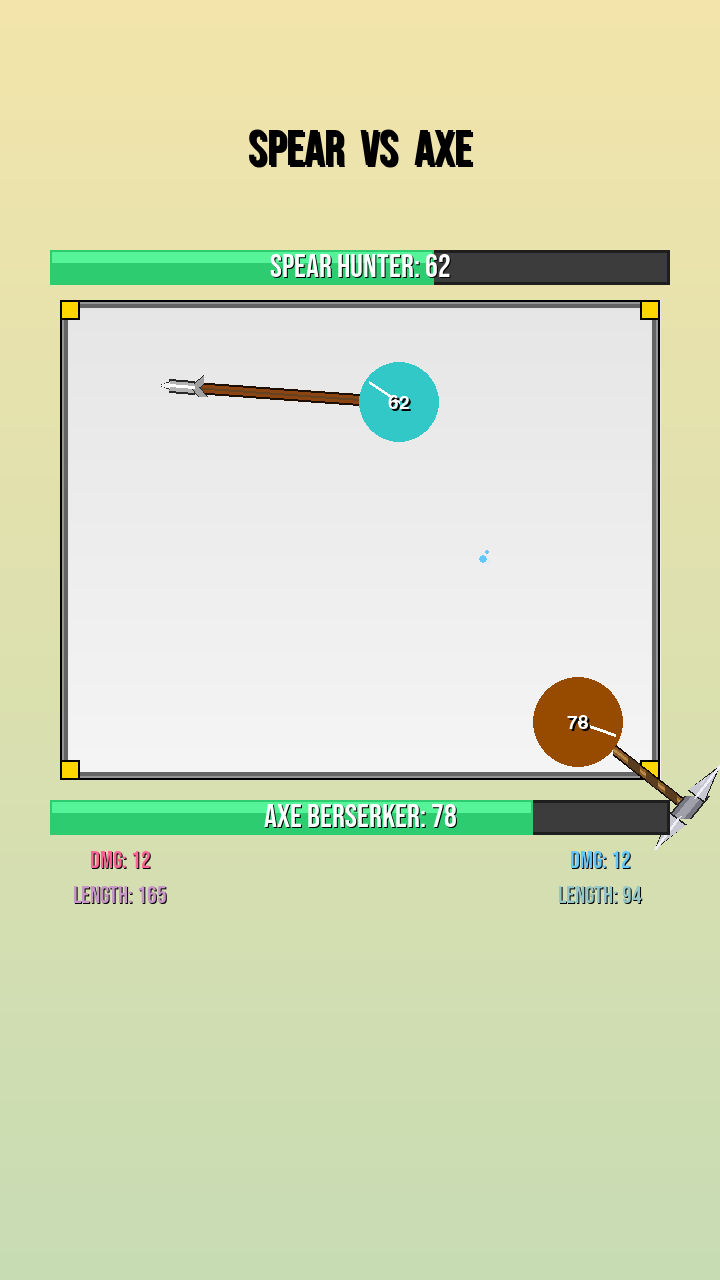 SPEAR VS AXE
SPEAR HUNTER: 62
62
78
AXE BERSERKER: 78
DMG: 12
DMG: 12
LENGTH: 165
LENGTH: 94